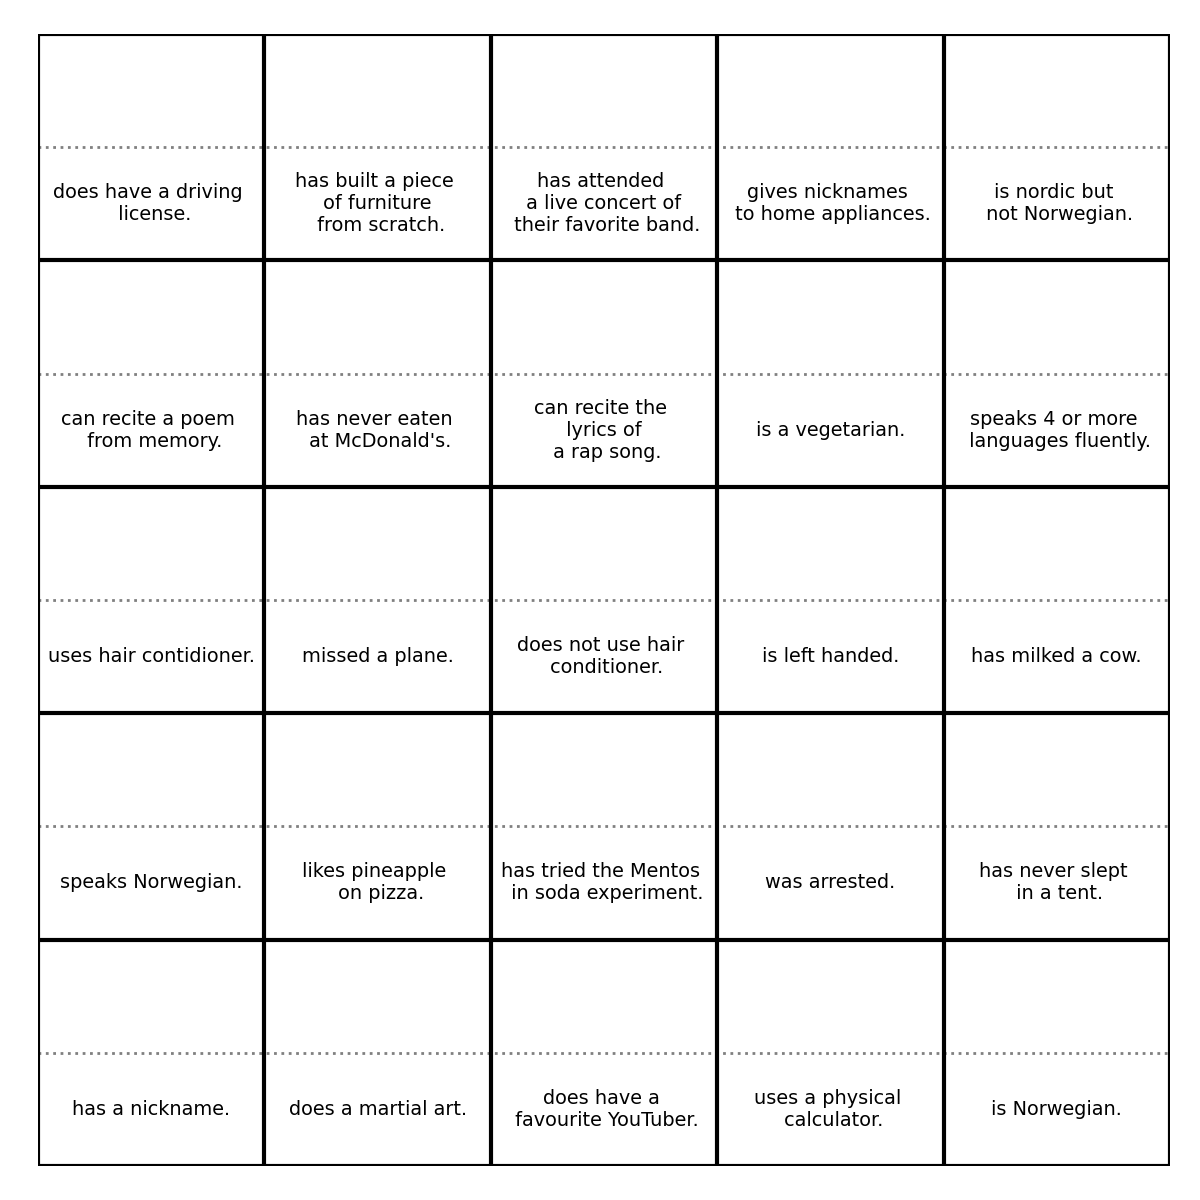 does have a driving
license.
has built a piece
of furniture
from scratch.
has attended
a live concert of
their favorite band.
gives nicknames
to home appliances.
is nordic but
not Norwegian.
can recite a poem
from memory.
has never eaten
at McDonald's.
can recite the
lyrics of
a rap song.
is a vegetarian.
speaks 4 or more
languages fluently.
uses hair contidioner.
missed a plane.
does not use hair
conditioner.
is left handed.
has milked a cow.
speaks Norwegian.
likes pineapple
on pizza.
has tried the Mentos
in soda experiment.
was arrested.
has never slept
in a tent.
has a nickname.
does a martial art.
does have a
favourite YouTuber.
uses a physical
calculator.
is Norwegian.